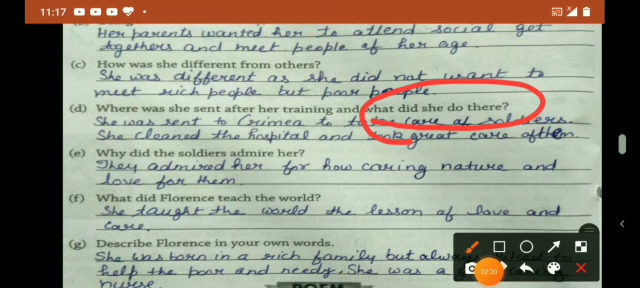 11:17
Her parents wanted her to attend social get
togethers and meet people of her age.
(c) How was she different from others?
She was different as she did not want to
meet rich people but poor people.
(d) Where was she sent after her training and what did she do there?
She was sent to Crimea to take care of soldiers.
She cleaned the hospital and took great care of them.
(e) Why did the soldiers admire her?
They admired her for how caring nature and
love for them.
(f) What did Florence teach the world?
She taught the world the lesson of love and
care.
(g) Describe Florence in your own words.
She was born in a rich family but always
help the poor and needy. She was a
nurse.
02:20
POEM